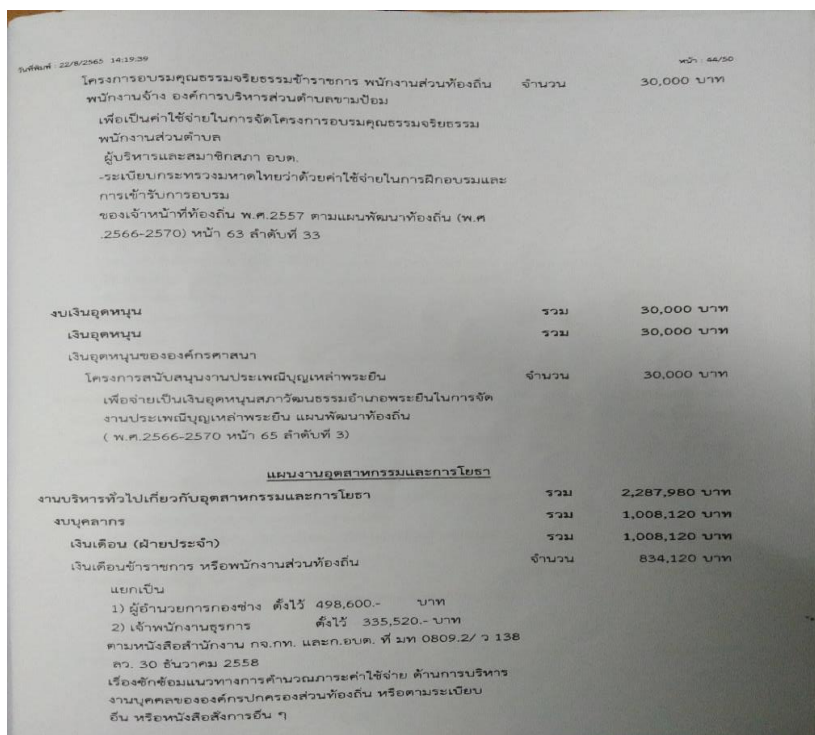 วันที่พิมพ์ : 22/8/2565 14:19:39 หน้า : 44/50
โครงการอบรมคุณธรรมจริยธรรมข้าราชการ พนักงานส่วนท้องถิ่น จำนวน 30,000 บาท
พนักงานจ้าง องค์การบริหารส่วนตำบลขามป้อม
เพื่อเป็นค่าใช้จ่ายในการจัดโครงการอบรมคุณธรรมจริยธรรม
พนักงานส่วนตำบล
ผู้บริหารและสมาชิกสภา อบต.
-ระเบียบกระทรวงมหาดไทยว่าด้วยค่าใช้จ่ายในการฝึกอบรมและ
การเข้ารับการอบรม
ของเจ้าหน้าที่ท้องถิ่น พ.ศ.2557 ตามแผนพัฒนาท้องถิ่น (พ.ศ
.2566-2570) หน้า 63 ลำดับที่ 33
งบเงินอุดหนุน รวม 30,000 บาท
เงินอุดหนุน รวม 30,000 บาท
เงินอุดหนุนขององค์กรศาสนา
โครงการสนับสนุนงานประเพณีบุญเหล่าพระยืน จำนวน 30,000 บาท
เพื่อจ่ายเป็นเงินอุดหนุนสภาวัฒนธรรมอำเภอพระยืนในการจัด
งานประเพณีบุญเหล่าพระยืน แผนพัฒนาท้องถิ่น
( พ.ศ.2566-2570 หน้า 65 ลำดับที่ 3)
แผนงานอุตสาหกรรมและการโยธา
งานบริหารทั่วไปเกี่ยวกับอุตสาหกรรมและการโยธา รวม 2,287,980 บาท
งบบุคลากร รวม 1,008,120 บาท
เงินเดือน (ฝ่ายประจำ) รวม 1,008,120 บาท
เงินเดือนข้าราชการ หรือพนักงานส่วนท้องถิ่น จำนวน 834,120 บาท
แยกเป็น
1) ผู้อำนวยการกองช่าง ตั้งไว้ 498,600.- บาท
2) เจ้าพนักงานธุรการ ตั้งไว้ 335,520.- บาท
ตามหนังสือสำนักงาน กจ.กท. และก.อบต. ที่ มท 0809.2/ ว 138
ลว. 30 ธันวาคม 2558
เรื่องซักซ้อมแนวทางการคำนวณภาระค่าใช้จ่าย ด้านการบริหาร
งานบุคคลขององค์กรปกครองส่วนท้องถิ่น หรือตามระเบียบ
อื่น หรือหนังสือสั่งการอื่น ๆ